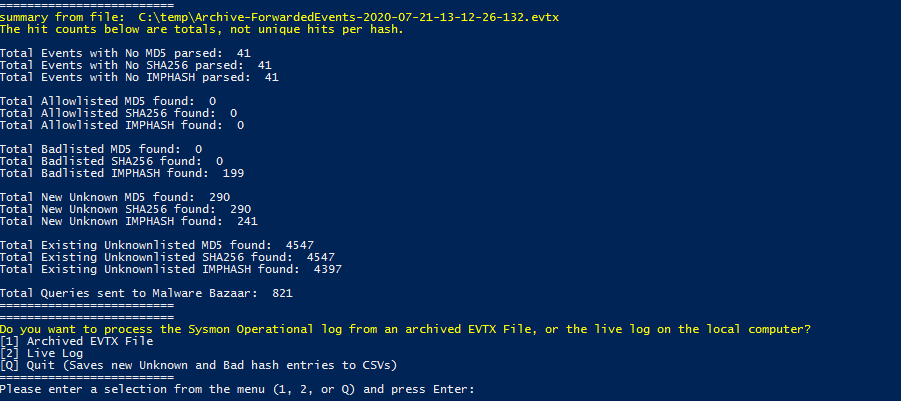 =========================
summary from file:  C:\temp\Archive-ForwardedEvents-2020-07-21-13-12-26-132.evtx
The hit counts below are totals, not unique hits per hash.
Total Events with No MD5 parsed:  41
Total Events with No SHA256 parsed:  41
Total Events with No IMPHASH parsed:  41
Total Allowlisted MD5 found:  0
Total Allowlisted SHA256 found:  0
Total Allowlisted IMPHASH found:  0
Total Badlisted MD5 found:  0
Total Badlisted SHA256 found:  0
Total Badlisted IMPHASH found:  199
Total New Unknown MD5 found:  290
Total New Unknown SHA256 found:  290
Total New Unknown IMPHASH found:  241
Total Existing Unknownlisted MD5 found:  4547
Total Existing Unknownlisted SHA256 found:  4547
Total Existing Unknownlisted IMPHASH found:  4397
Total Queries sent to Malware Bazaar:  821
=========================
=========================
Do you want to process the Sysmon Operational log from an archived EVTX File, or the live log on the local computer?
[1] Archived EVTX File
[2] Live Log
[Q] Quit (Saves new Unknown and Bad hash entries to CSVs)
=========================
Please enter a selection from the menu (1, 2, or Q) and press Enter: